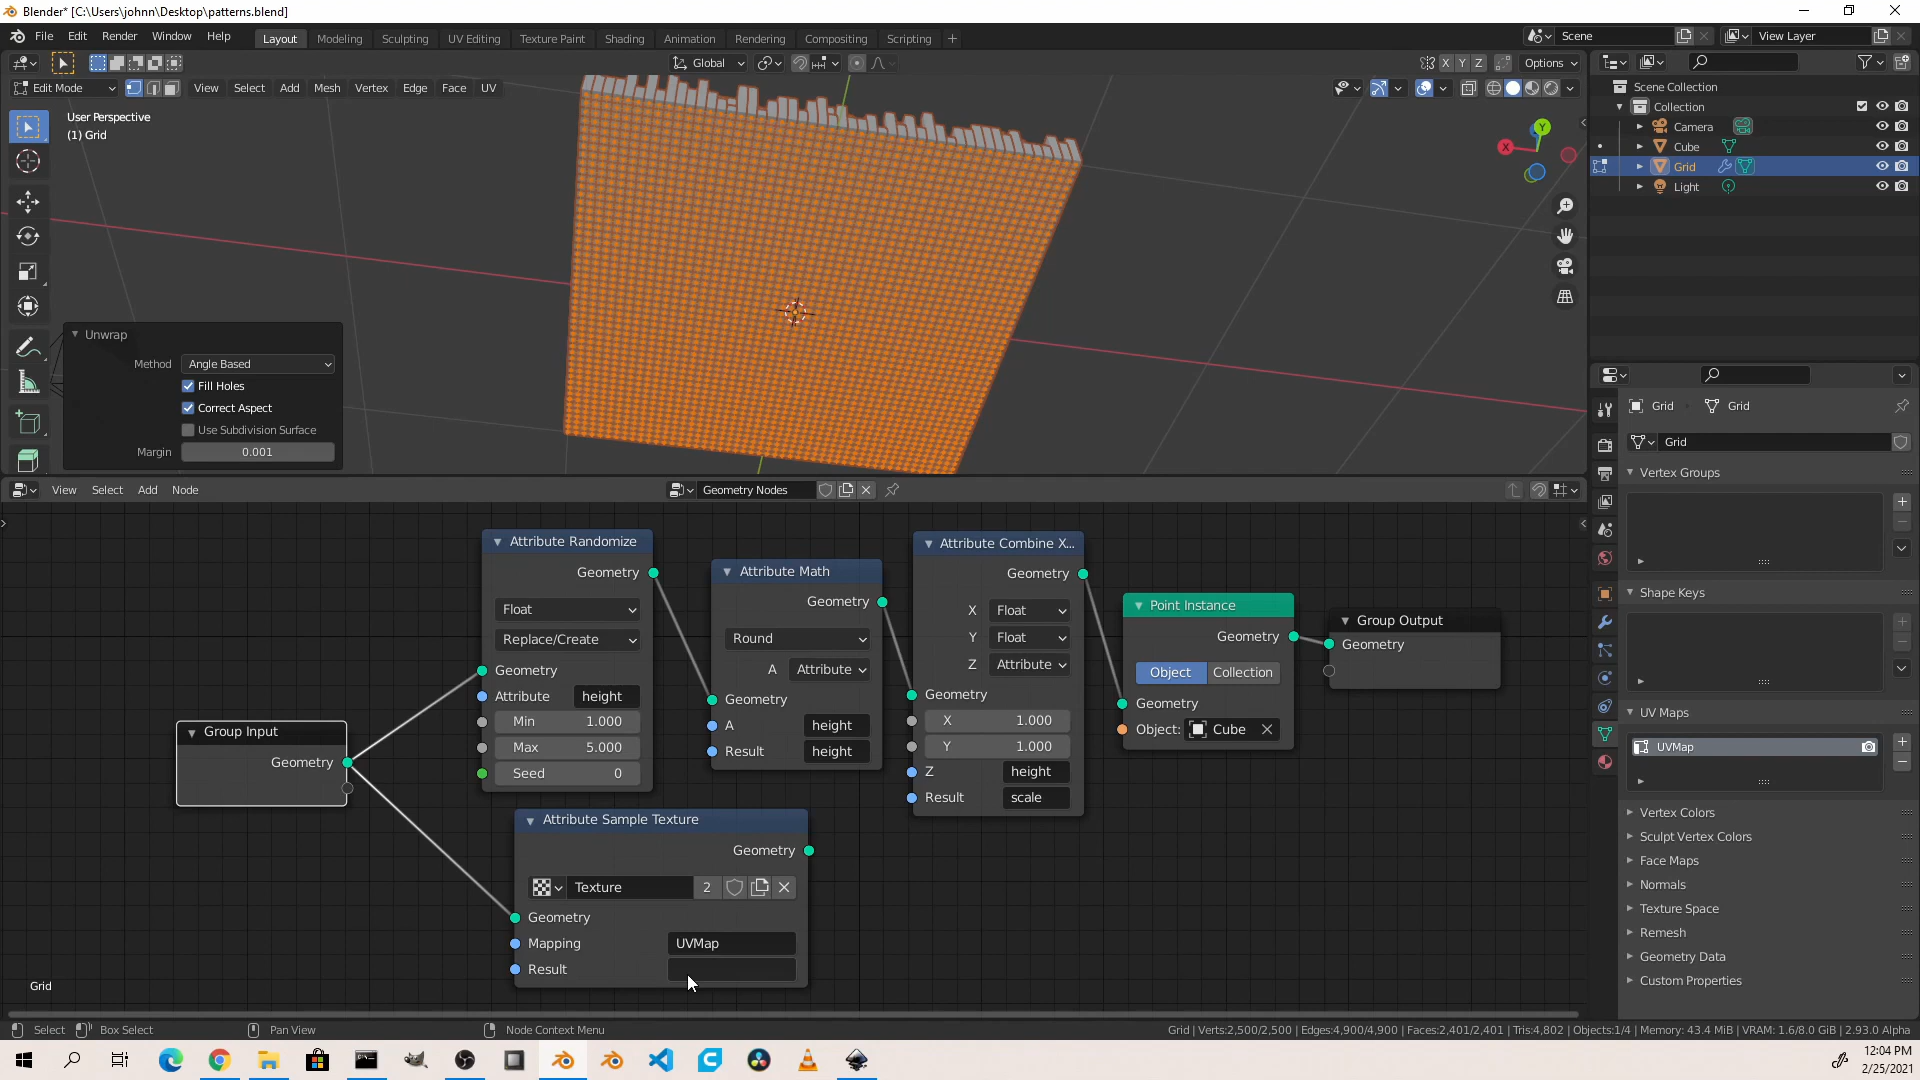 Blender* [C:\Users\johnn\Desktop\patterns.blend]
File Edit Render Window Help
Layout Modeling Sculpting UV Editing Texture Paint Shading Animation Rendering Compositing Scripting +
Scene
View Layer
Global
X Y Z
Options
Edit Mode
View Select Add Mesh Vertex Edge Face UV
User Perspective
(1) Grid
Y
X
Unwrap
Method Angle Based
Fill Holes
Correct Aspect
Use Subdivision Surface
Margin 0.001
Scene Collection
Collection
Camera
Cube
Grid
Light
Grid Grid
Grid
Vertex Groups
Shape Keys
UV Maps
UVMap
Vertex Colors
Sculpt Vertex Colors
Face Maps
Normals
Texture Space
Remesh
Geometry Data
Custom Properties
View Select Add Node
Geometry Nodes
Group Input
Geometry
Attribute Randomize
Geometry
Float
Replace/Create
Geometry
Attribute height
Min 1.000
Max 5.000
Seed 0
Attribute Math
Geometry
Round
A Attribute
Geometry
A height
Result height
Attribute Combine X...
Geometry
X Float
Y Float
Z Attribute
Geometry
X 1.000
Y 1.000
Z height
Result scale
Point Instance
Geometry
Object Collection
Geometry
Object: Cube
Group Output
Geometry
Attribute Sample Texture
Geometry
Texture 2
Geometry
Mapping UVMap
Result
Grid
Select Box Select Pan View Node Context Menu
Grid | Verts:2,500/2,500 | Edges:4,900/4,900 | Faces:2,401/2,401 | Tris:4,802 | Objects:1/4 | Memory: 43.4 MiB | VRAM: 1.6/8.0 GiB | 2.93.0 Alpha
12:04 PM
2/25/2021